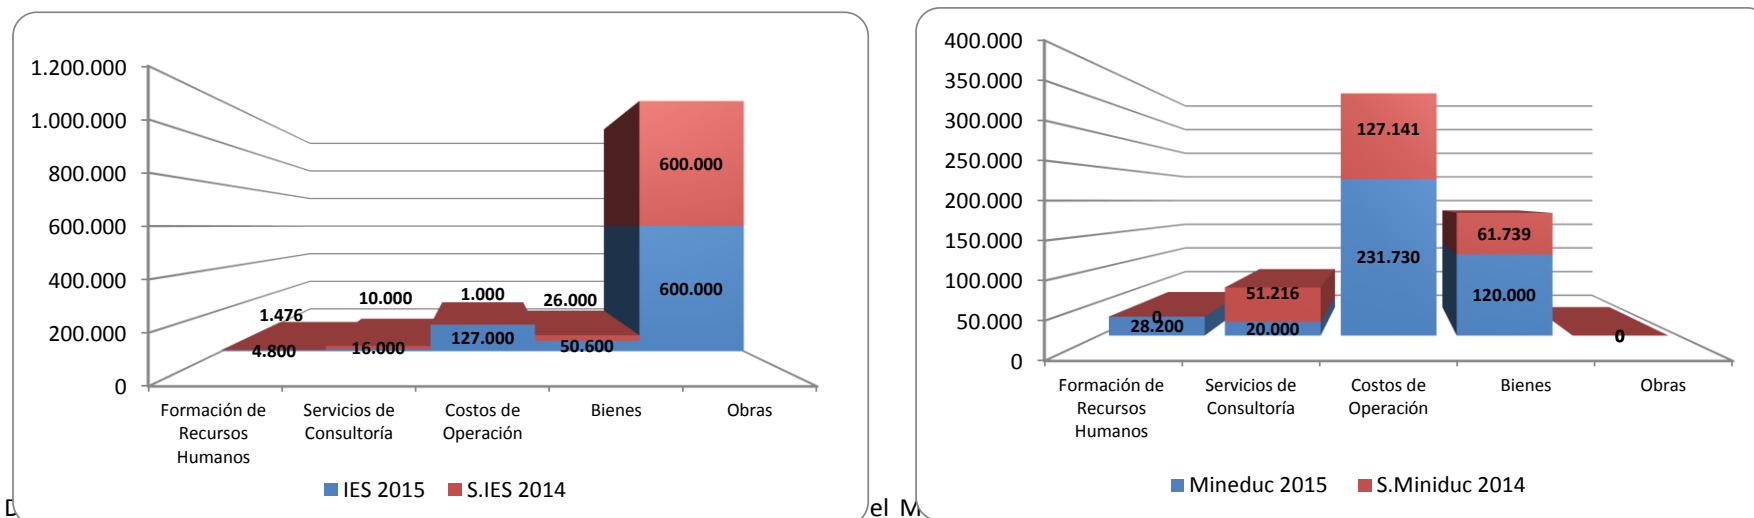 1.200.000
1.000.000
800.000
600.000
400.000
200.000
0
600.000
600.000
1.476
10.000
1.000
26.000
4.800
16.000
127.000
50.600
Formación de Recursos Humanos
Servicios de Consultoría
Costos de Operación
Bienes
Obras
IES 2015
S.IES 2014
400.000
350.000
300.000
250.000
200.000
150.000
100.000
50.000
0
127.141
231.730
61.739
120.000
51.216
20.000
0
28.200
0
Formación de Recursos Humanos
Servicios de Consultoría
Costos de Operación
Bienes
Obras
Mineduc 2015
S.Miniduc 2014
el M